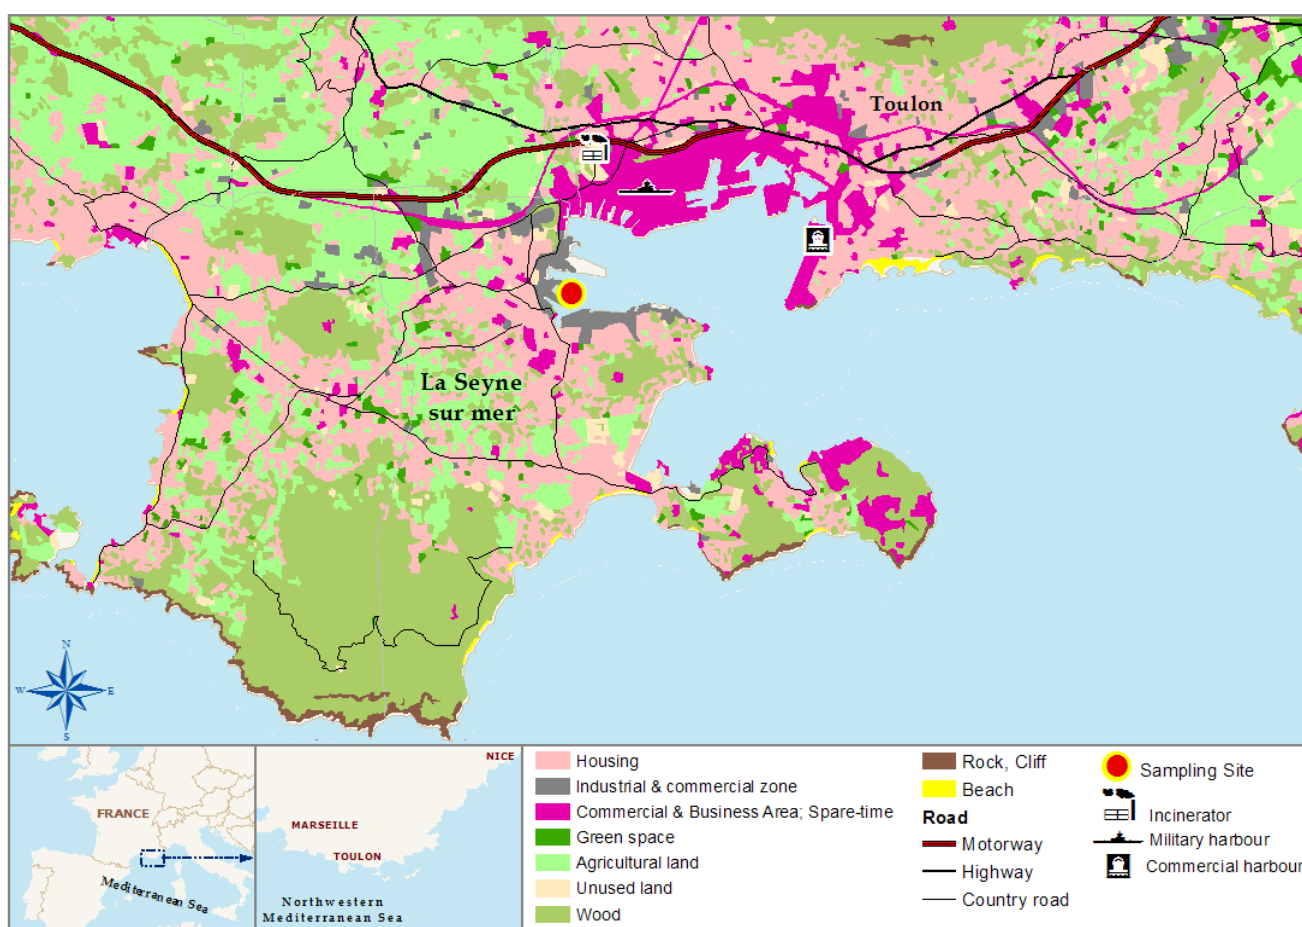 Toulon
La Seyne
sur mer
N
W
E
S
FRANCE
Mediterranean Sea
NICE
MARSEILLE
TOULON
Northwestern
Mediterranean Sea
Housing
Industrial & commercial zone
Commercial & Business Area; Spare-time
Green space
Agricultural land
Unused land
Wood
Rock, Cliff
Beach
Road
Motorway
Highway
Country road
Sampling Site
Incinerator
Military harbour
Commercial harbour